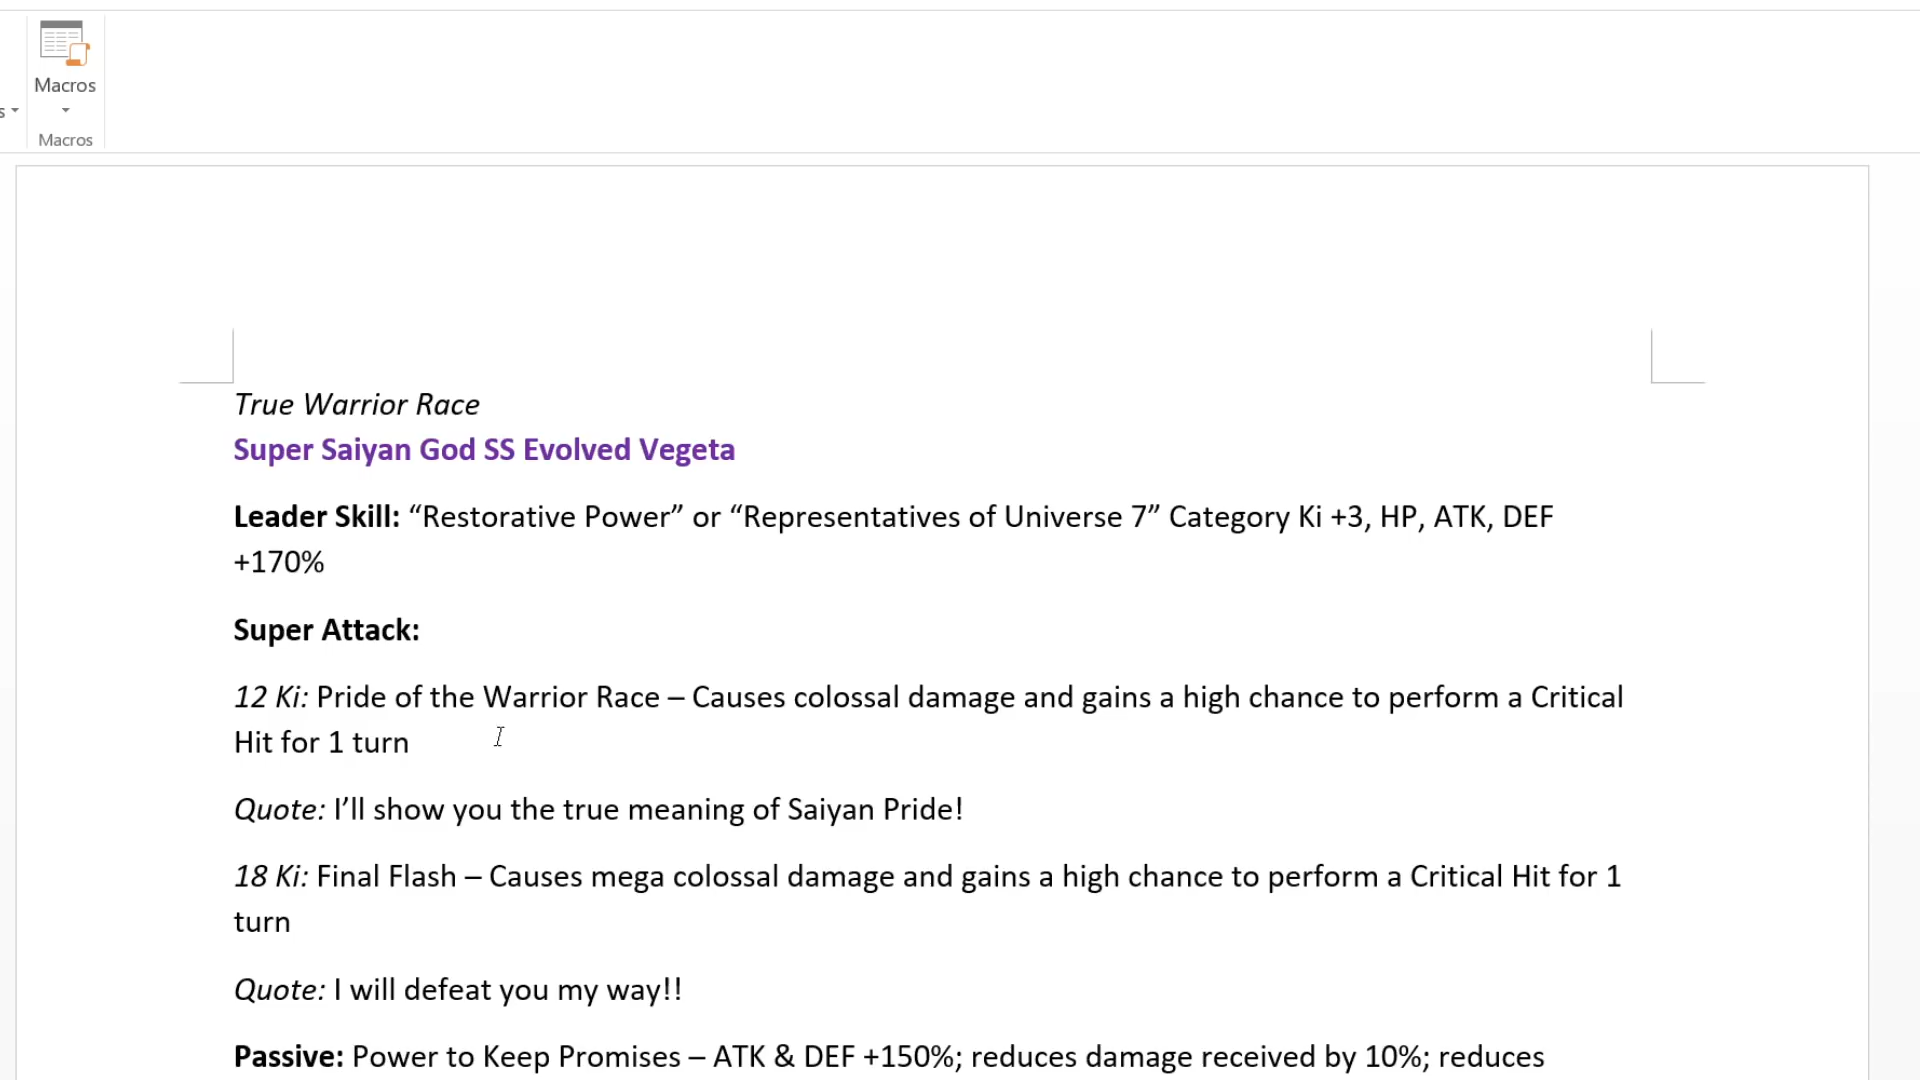 Macros
s
Macros
True Warrior Race
Super Saiyan God SS Evolved Vegeta
Leader Skill: “Restorative Power” or “Representatives of Universe 7” Category Ki +3, HP, ATK, DEF
+170%
Super Attack:
12 Ki: Pride of the Warrior Race – Causes colossal damage and gains a high chance to perform a Critical
Hit for 1 turn
Quote: I’ll show you the true meaning of Saiyan Pride!
18 Ki: Final Flash – Causes mega colossal damage and gains a high chance to perform a Critical Hit for 1
turn
Quote: I will defeat you my way!!
Passive: Power to Keep Promises – ATK & DEF +150%; reduces damage received by 10%; reduces